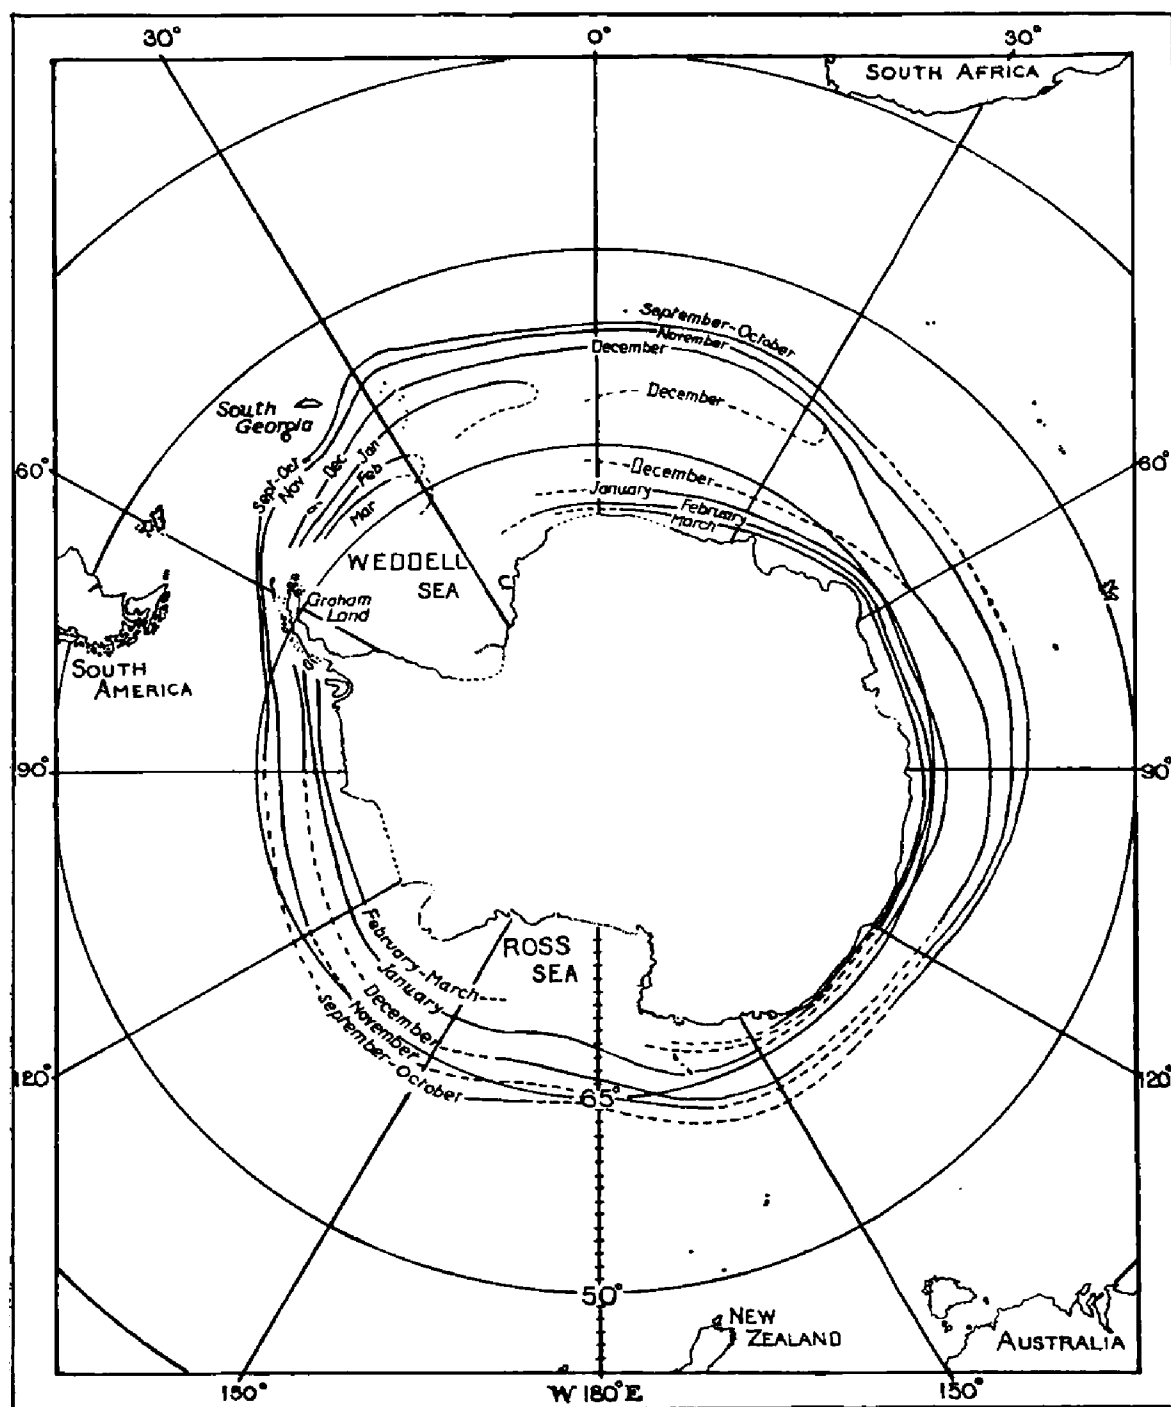 30°
0°
30°
SOUTH AFRICA
September-October
November
December
December
South
Georgia
60°
60°
Sept-Oct
Nov
Dec
Jan
Feb
Mar
December
January
February
March
WEDDELL
SEA
Graham
Land
SOUTH
AMERICA
90°
90°
ROSS
SEA
February-March
January
December
November
September-October
120°
120°
65°
50°
NEW
ZEALAND
AUSTRALIA
150°
W 180° E
150°